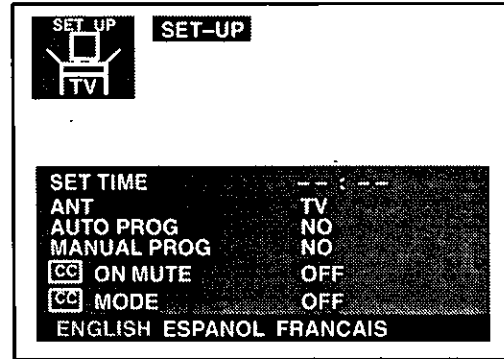 SET UP
SET–UP
TV
SET TIME -- : --
ANT TV
AUTO PROG NO
MANUAL PROG NO
CC ON MUTE OFF
CC MODE OFF
ENGLISH ESPANOL FRANCAIS